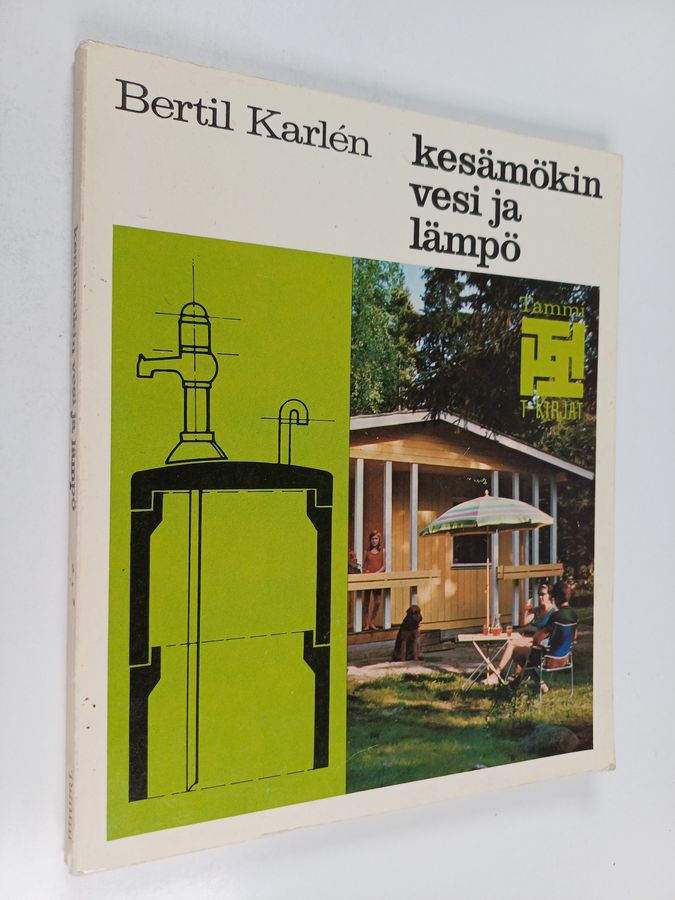 Bertil Karlén
kesämökin
vesi ja
lämpö
Tammi
T-KIRJAT
kesämökin vesi ja lämpö
Tammi